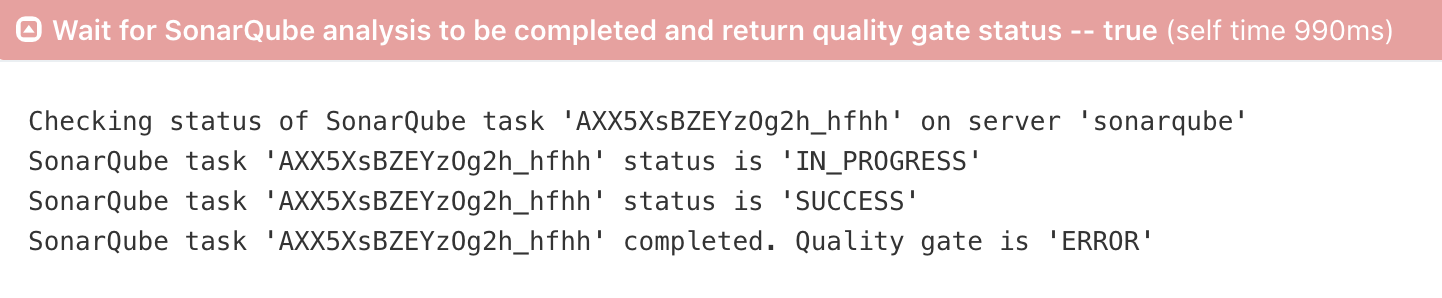 Wait for SonarQube analysis to be completed and return quality gate status -- true (self time 990ms)
Checking status of SonarQube task 'AXX5XsBZEYzOg2h_hfhh' on server 'sonarqube'
SonarQube task 'AXX5XsBZEYzOg2h_hfhh' status is 'IN_PROGRESS'
SonarQube task 'AXX5XsBZEYzOg2h_hfhh' status is 'SUCCESS'
SonarQube task 'AXX5XsBZEYzOg2h_hfhh' completed. Quality gate is 'ERROR'